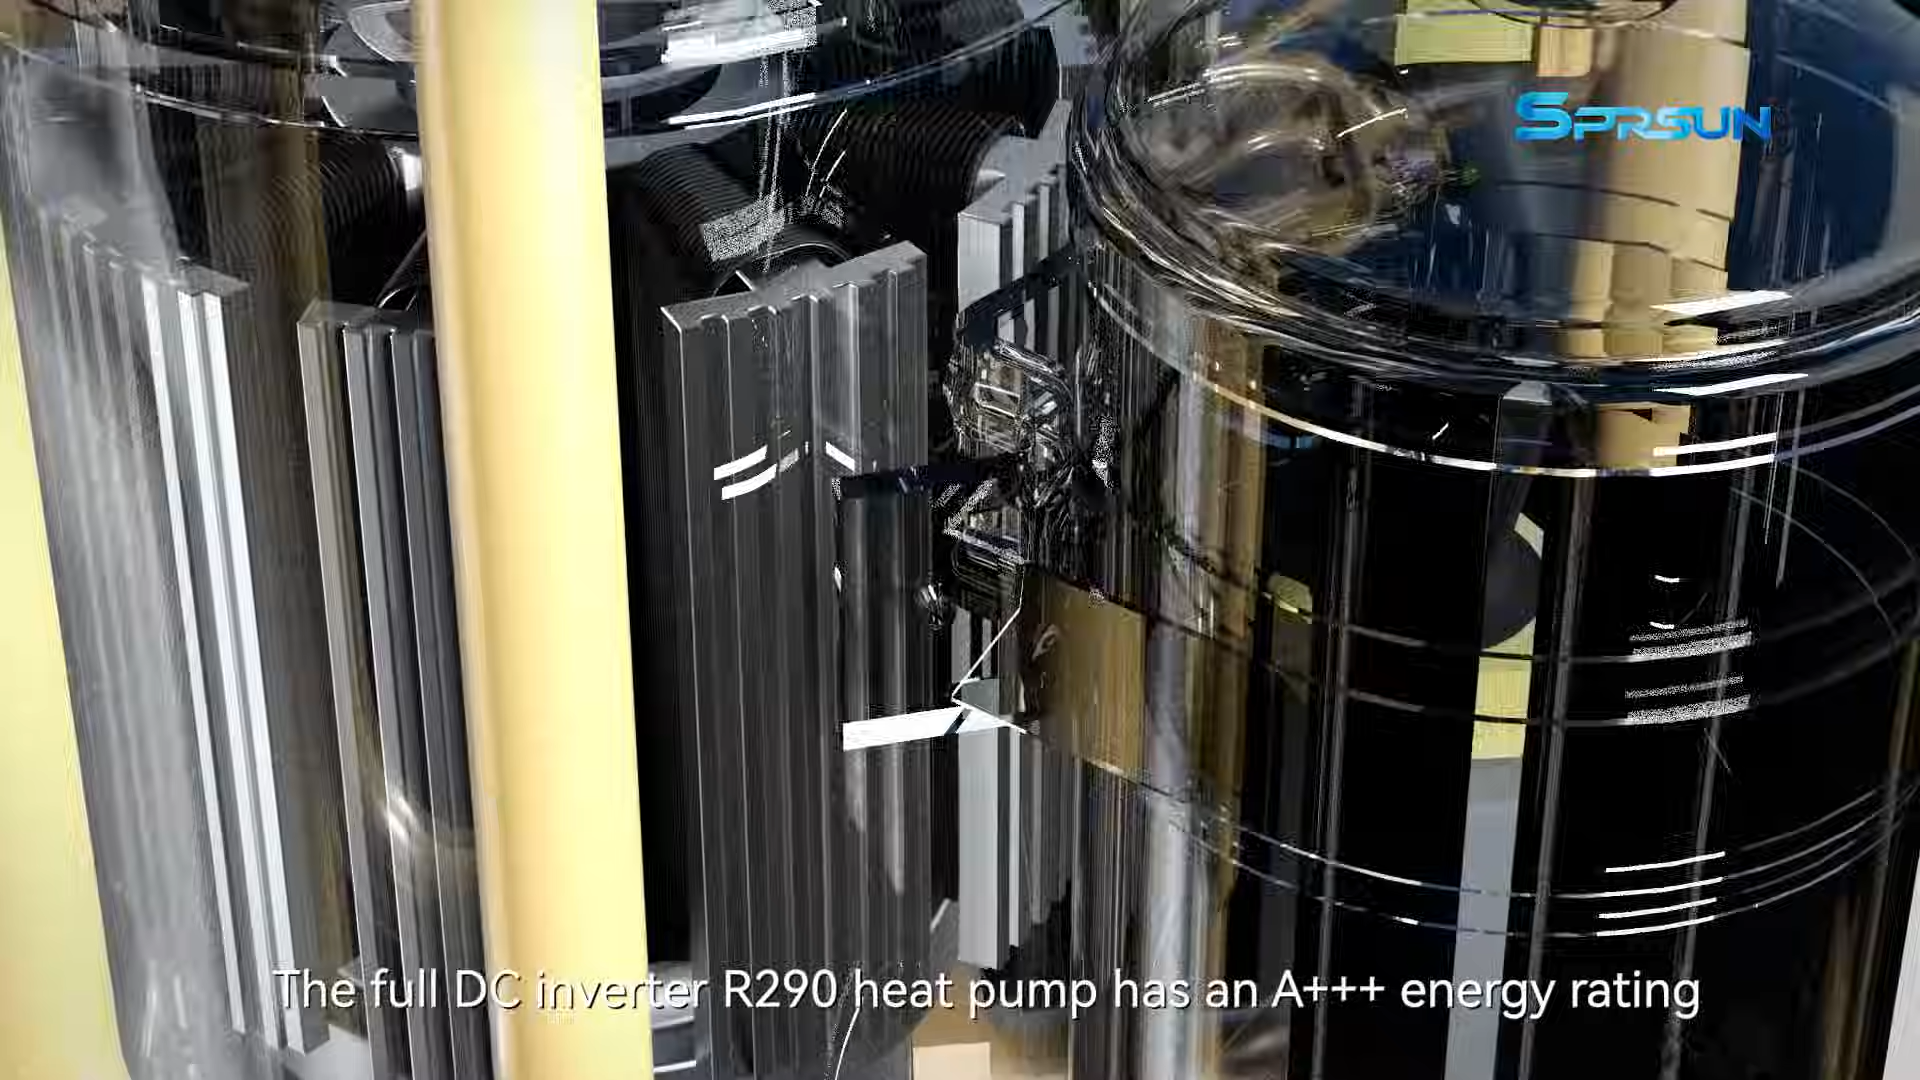 SPRSUN
The full DC inverter R290 heat pump has an A+++ energy rating